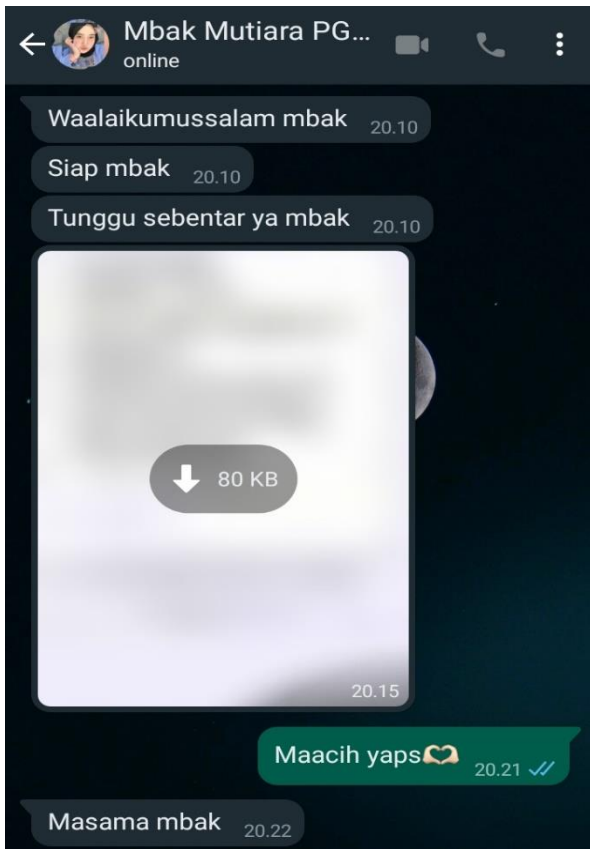 Mbak Mutiara PG...
online
Waalaikumussalam mbak 20.10
Siap mbak 20.10
Tunggu sebentar ya mbak 20.10
80 KB
20.15
Maacih yaps🫶🏻 20.21
Masama mbak 20.22